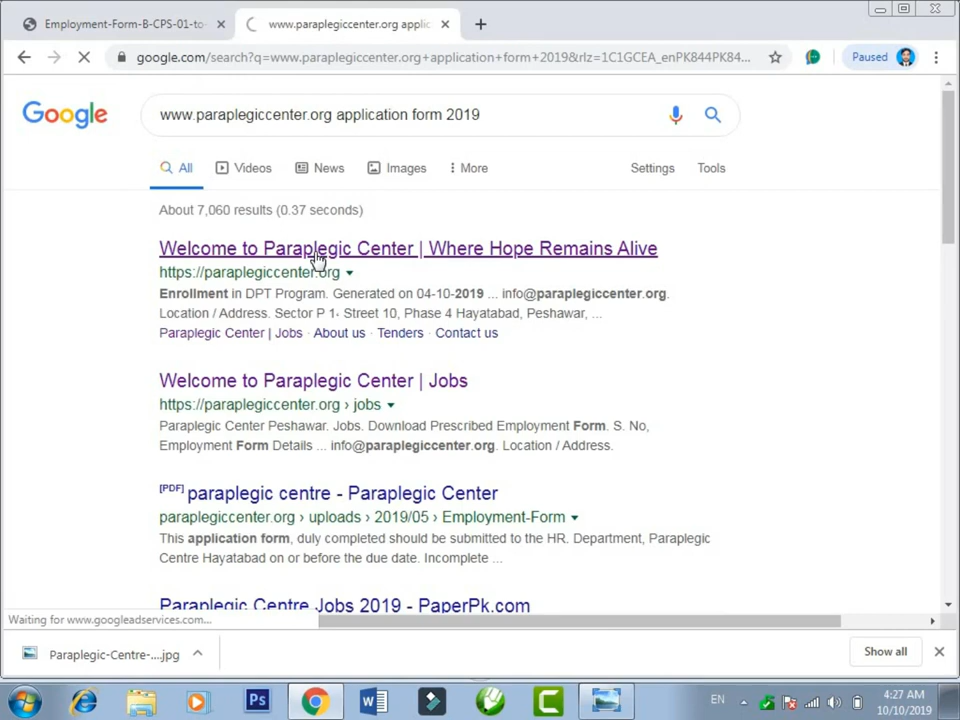 Employment-Form-B-CPS-01-to-
www.paraplegiccenter.org applic
google.com/search?q=www.paraplegiccenter.org+application+form+2019&rlz=1C1GCEA_enPK844PK84...
Paused
Google
www.paraplegiccenter.org application form 2019
All
Videos
News
Images
More
Settings
Tools
About 7,060 results (0.37 seconds)
Welcome to Paraplegic Center | Where Hope Remains Alive
https://paraplegiccenter.org
Enrollment in DPT Program. Generated on 04-10-2019 ... info@paraplegiccenter.org.
Location / Address. Sector P 1· Street 10, Phase 4 Hayatabad, Peshawar, ...
Paraplegic Center | Jobs · About us · Tenders · Contact us
Welcome to Paraplegic Center | Jobs
https://paraplegiccenter.org › jobs
Paraplegic Center Peshawar. Jobs. Download Prescribed Employment Form. S. No,
Employment Form Details ... info@paraplegiccenter.org. Location / Address.
[PDF] paraplegic centre - Paraplegic Center
paraplegiccenter.org › uploads › 2019/05 › Employment-Form
This application form, duly completed should be submitted to the HR. Department, Paraplegic
Centre Hayatabad on or before the due date. Incomplete ...
Paraplegic Centre Jobs 2019 - PaperPk.com
Waiting for www.googleadservices.com...
Paraplegic-Centre-....jpg
Show all
Ps
EN
4:27 AM
10/10/2019